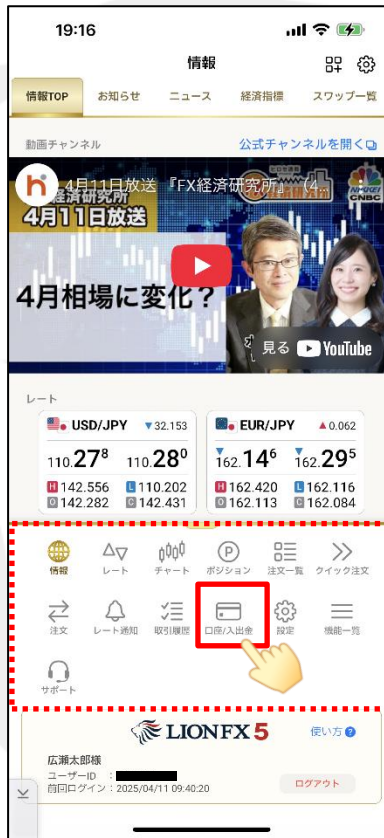 19:16
情報
情報TOP お知らせ ニュース 経済指標 スワップ一覧
動画チャンネル 公式チャンネルを開く
h 4月11日放送 『FX経済研究所』 (4...
経済研究所
4月11日放送
NIKKEI
CNBC
4月相場に変化？
見る YouTube
レート
USD/JPY ▼32.153 EUR/JPY ▲0.062
110.27⁸ 110.28⁰ 162.14⁶ 162.29⁵
H 142.556 L 110.202 H 162.420 L 162.116
O 142.282 C 142.431 O 162.113 C 162.084
情報 レート チャート ポジション 注文一覧 クイック注文
注文 レート通知 取引履歴 口座/入出金 設定 機能一覧
サポート
LION FX 5 使い方 ?
広瀬太郎様
ユーザーID :
前回ログイン : 2025/04/11 09:40:20
ログアウト